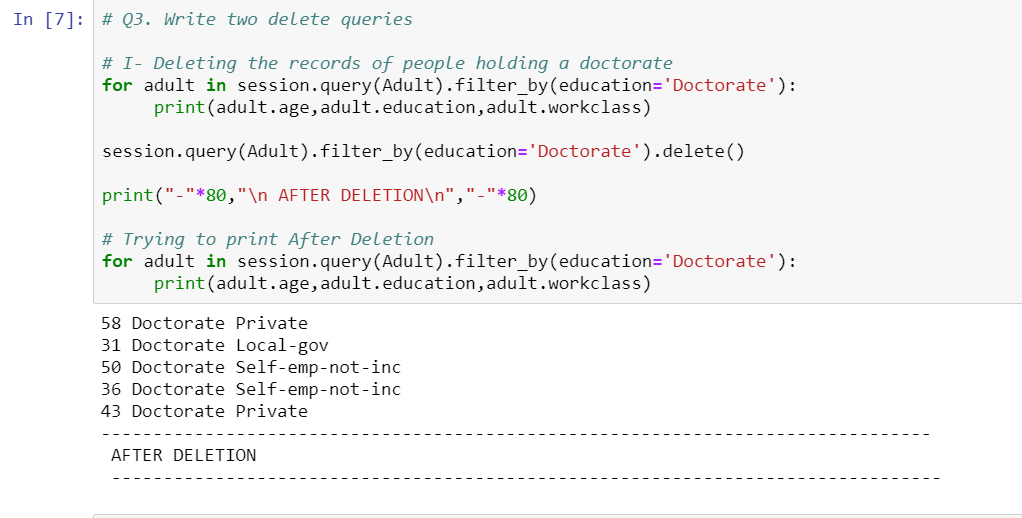 In [7]: # Q3. Write two delete queries
# I- Deleting the records of people holding a doctorate
for adult in session.query(Adult).filter_by(education='Doctorate'):
     print(adult.age,adult.education,adult.workclass)
session.query(Adult).filter_by(education='Doctorate').delete()
print("-"*80,"\n AFTER DELETION\n","-"*80)
# Trying to print After Deletion
for adult in session.query(Adult).filter_by(education='Doctorate'):
     print(adult.age,adult.education,adult.workclass)
58 Doctorate Private
31 Doctorate Local-gov
50 Doctorate Self-emp-not-inc
36 Doctorate Self-emp-not-inc
43 Doctorate Private
--------------------------------------------------------------------------------
 AFTER DELETION
 --------------------------------------------------------------------------------